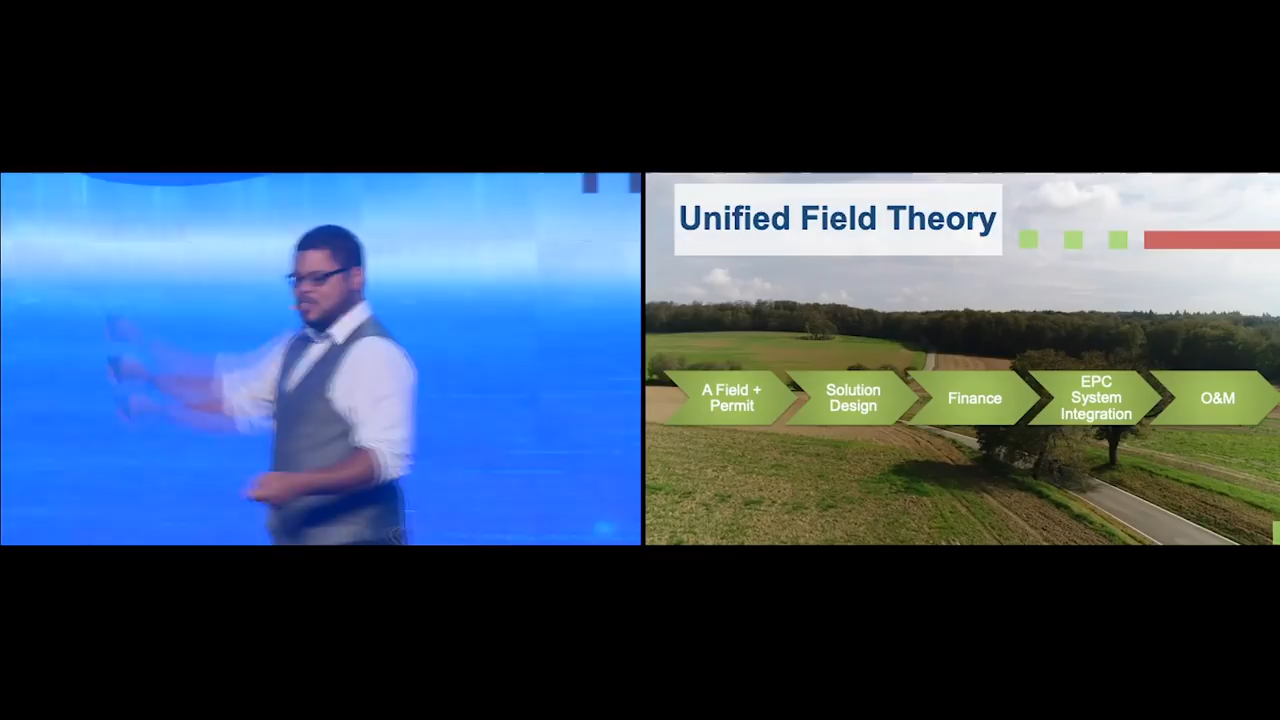 Unified Field Theory
A Field +
Permit
Solution
Design
Finance
EPC
System
Integration
O&M